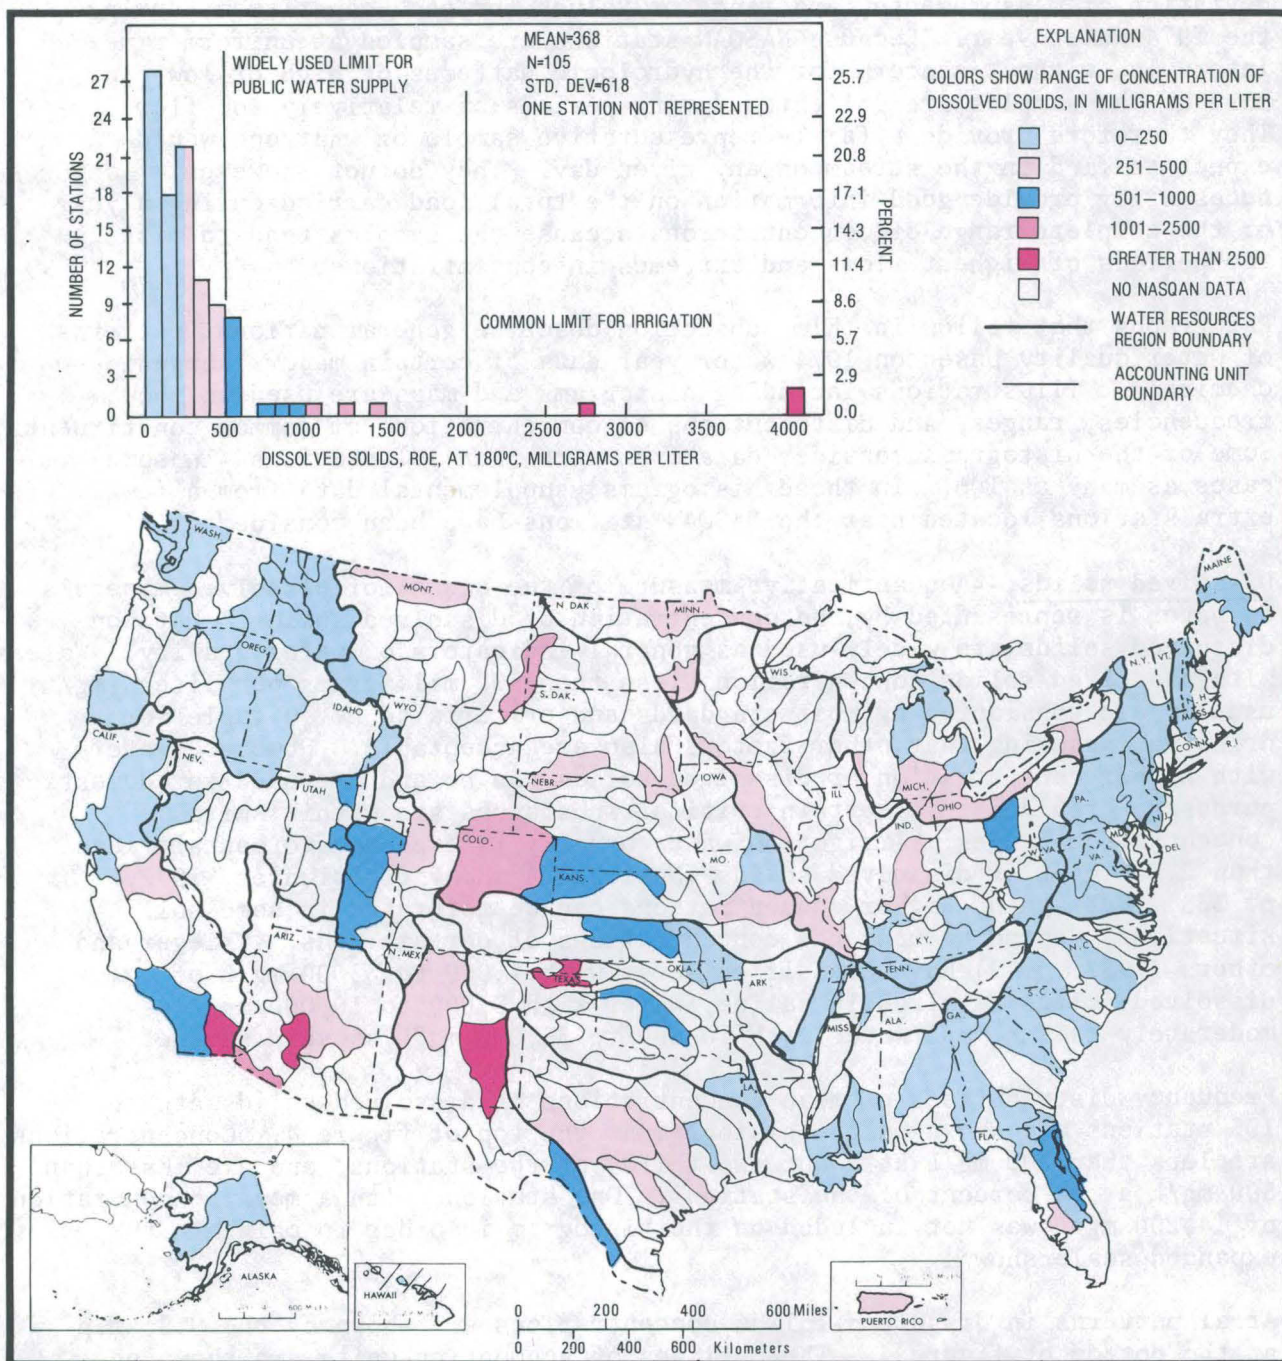 MEAN=368
N=105
STD. DEV.=618
ONE STATION NOT REPRESENTED
WIDELY USED LIMIT FOR
PUBLIC WATER SUPPLY
COMMON LIMIT FOR IRRIGATION
NUMBER OF STATIONS
27
24
21
18
15
12
9
6
3
0
PERCENT
25.7
22.9
20.8
17.1
14.3
11.4
8.6
5.7
2.9
0.0
0 500 1000 1500 2000 2500 3000 3500 4000
DISSOLVED SOLIDS, ROE, AT 180ºC, MILLIGRAMS PER LITER
EXPLANATION
COLORS SHOW RANGE OF CONCENTRATION OF
DISSOLVED SOLIDS, IN MILLIGRAMS PER LITER
0–250
251–500
501–1000
1001–2500
GREATER THAN 2500
NO NASQAN DATA
WATER RESOURCES
REGION BOUNDARY
ACCOUNTING UNIT
BOUNDARY
WASH
MONT.
N DAK
MINN.
MAINE
OREG.
IDAHO
WYO
S. DAK.
WIS.
N.Y.
VT.
N.H.
MASS.
CONN.
R.I.
CALIF.
NEV.
UTAH
NEBR.
IOWA
ILL
MICH.
OHIO
IND.
PA.
N.J.
MD.
DEL
COLO.
KANS.
MO.
W. VA.
VA.
KY.
ARIZ
N. MEX
TEXAS
OKLA.
ARK
TENN.
N.C.
S.C.
MISS.
ALA.
GA.
LA.
FLA.
ALASKA
HAWAII
PUERTO RICO
0 200 400 600 Miles
0 200 400 600 Kilometers